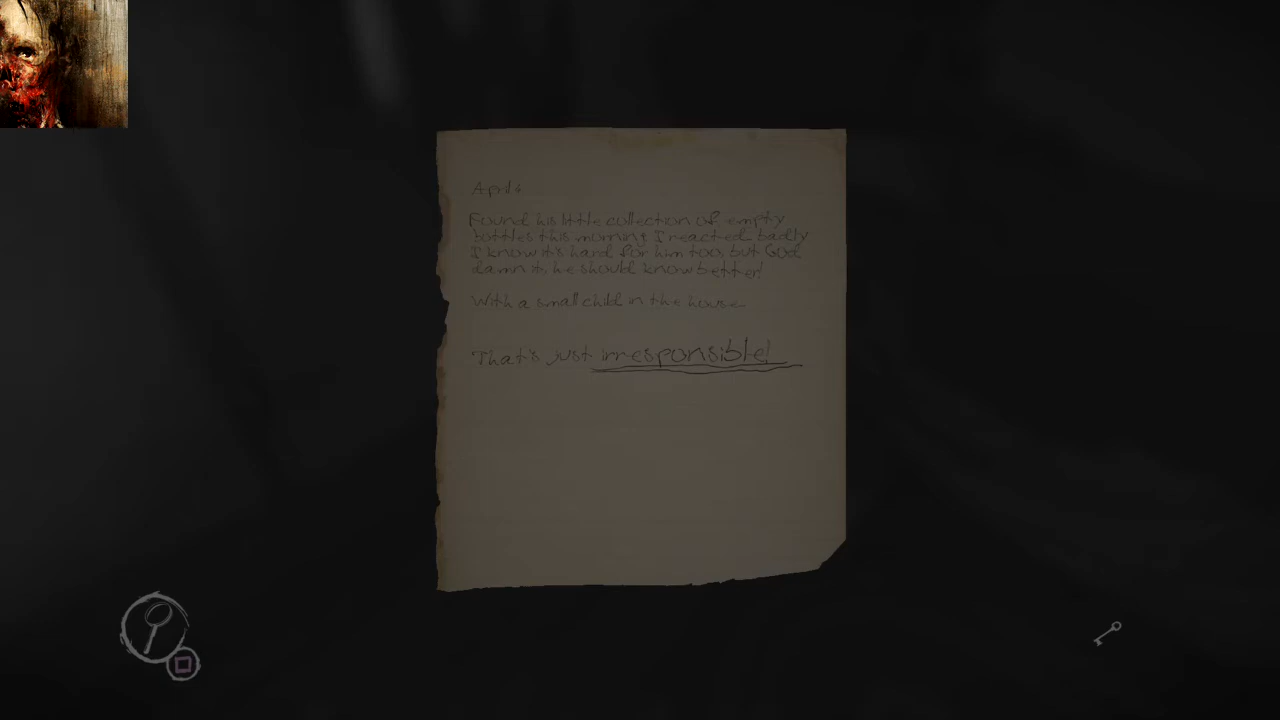 April 4
Found his little collection of empty
bottles this morning I reacted badly
I know it's hard for him too, but God
damn it, he should know better!
With a small child in the house
That's just irresponsible!